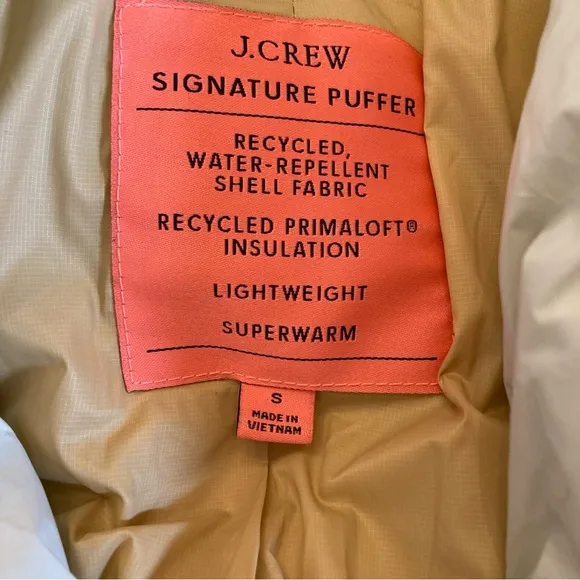 J.CREW
SIGNATURE PUFFER
RECYCLED,
WATER-REPELLENT
SHELL FABRIC
RECYCLED PRIMALOFT®
INSULATION
LIGHTWEIGHT
SUPERWARM
S
MADE IN
VIETNAM